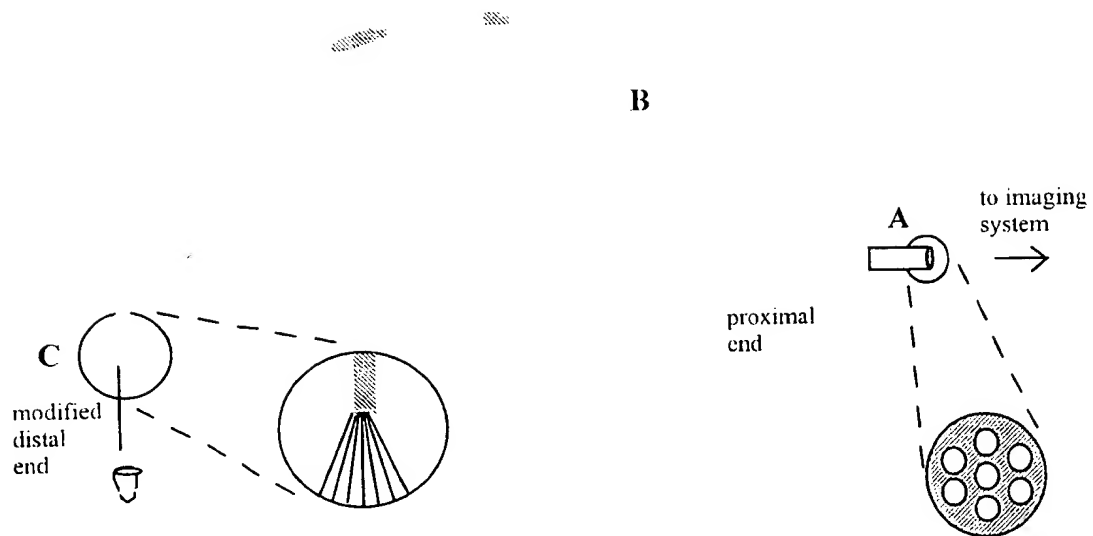 B
to imaging
system
A
proximal
end
C
modified
distal
end